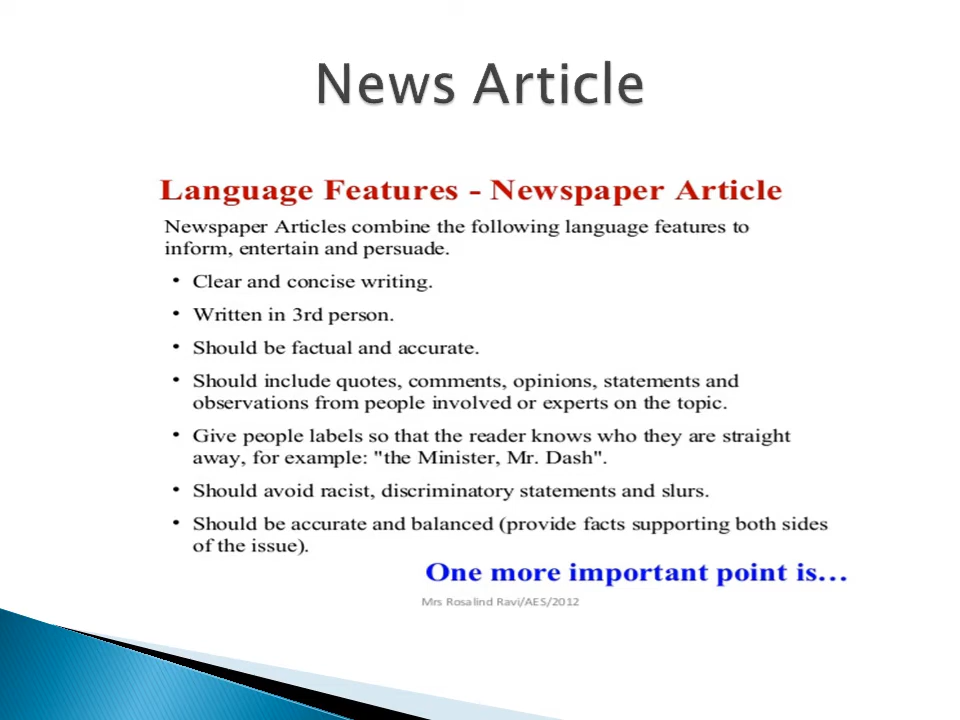 News Article
Language Features - Newspaper Article
Newspaper Articles combine the following language features to
inform, entertain and persuade.
• Clear and concise writing.
• Written in 3rd person.
• Should be factual and accurate.
• Should include quotes, comments, opinions, statements and
observations from people involved or experts on the topic.
• Give people labels so that the reader knows who they are straight
away, for example: "the Minister, Mr. Dash".
• Should avoid racist, discriminatory statements and slurs.
• Should be accurate and balanced (provide facts supporting both sides
of the issue).
One more important point is…
Mrs Rosalind Ravi/AES/2012